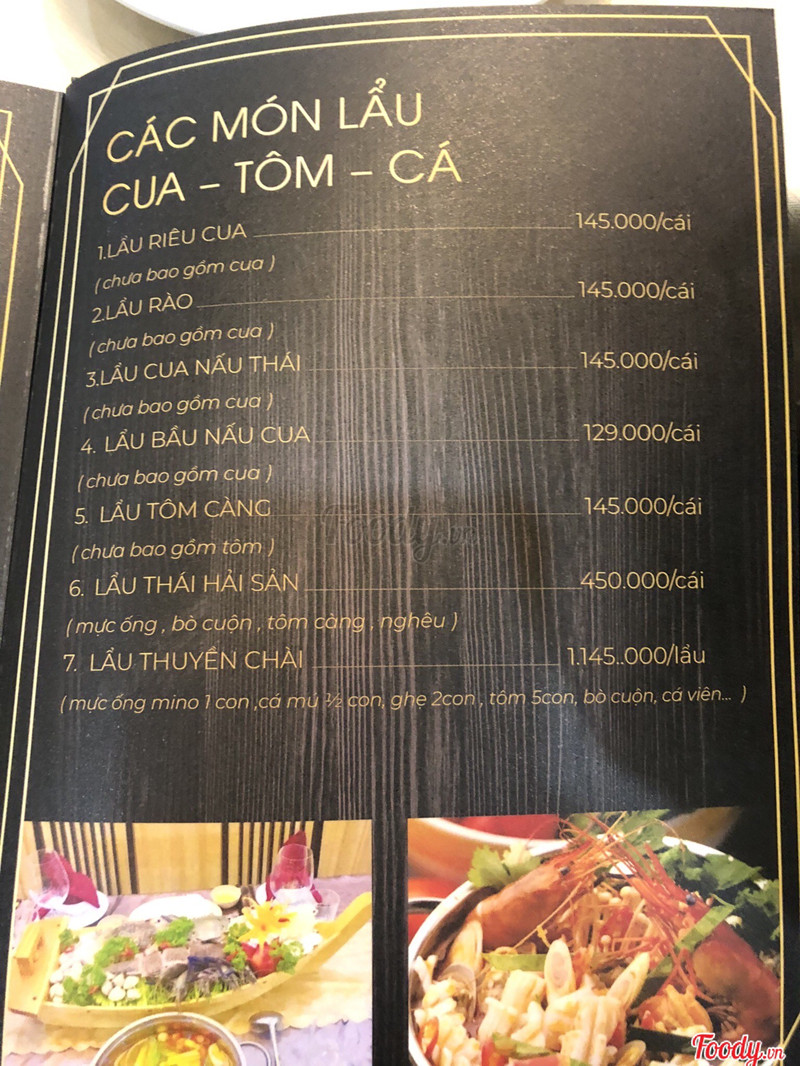 CÁC MÓN LẨU
CUA – TÔM – CÁ
1.LẨU RIÊU CUA 145.000/cái
(chưa bao gồm cua )
2.LẨU RÀO 145.000/cái
(chưa bao gồm cua )
3.LẨU CUA NẤU THÁI 145.000/cái
(chưa bao gồm cua )
4. LẨU BẦU NẤU CUA 129.000/cái
(chưa bao gồm cua )
5. LẨU TÔM CÀNG 145.000/cái
(chưa bao gồm tôm )
6. LẨU THÁI HẢI SẢN 450.000/cái
( mực ống , bò cuộn , tôm càng , nghêu )
7. LẨU THUYỀN CHÀI 1.145..000/lẩu
( mực ống mino 1 con ,cá mú ½ con, ghẹ 2con , tôm 5con, bò cuộn, cá viên... )
Foody.vn
Foody.vn